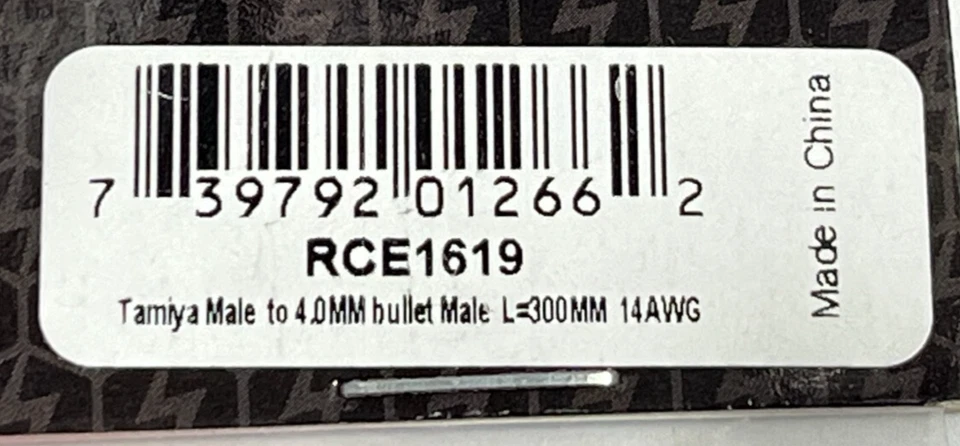 7 39792 01266 2
RCE1619
Tamiya Male to 4.0MM bullet Male L=300MM 14AWG
Made in China